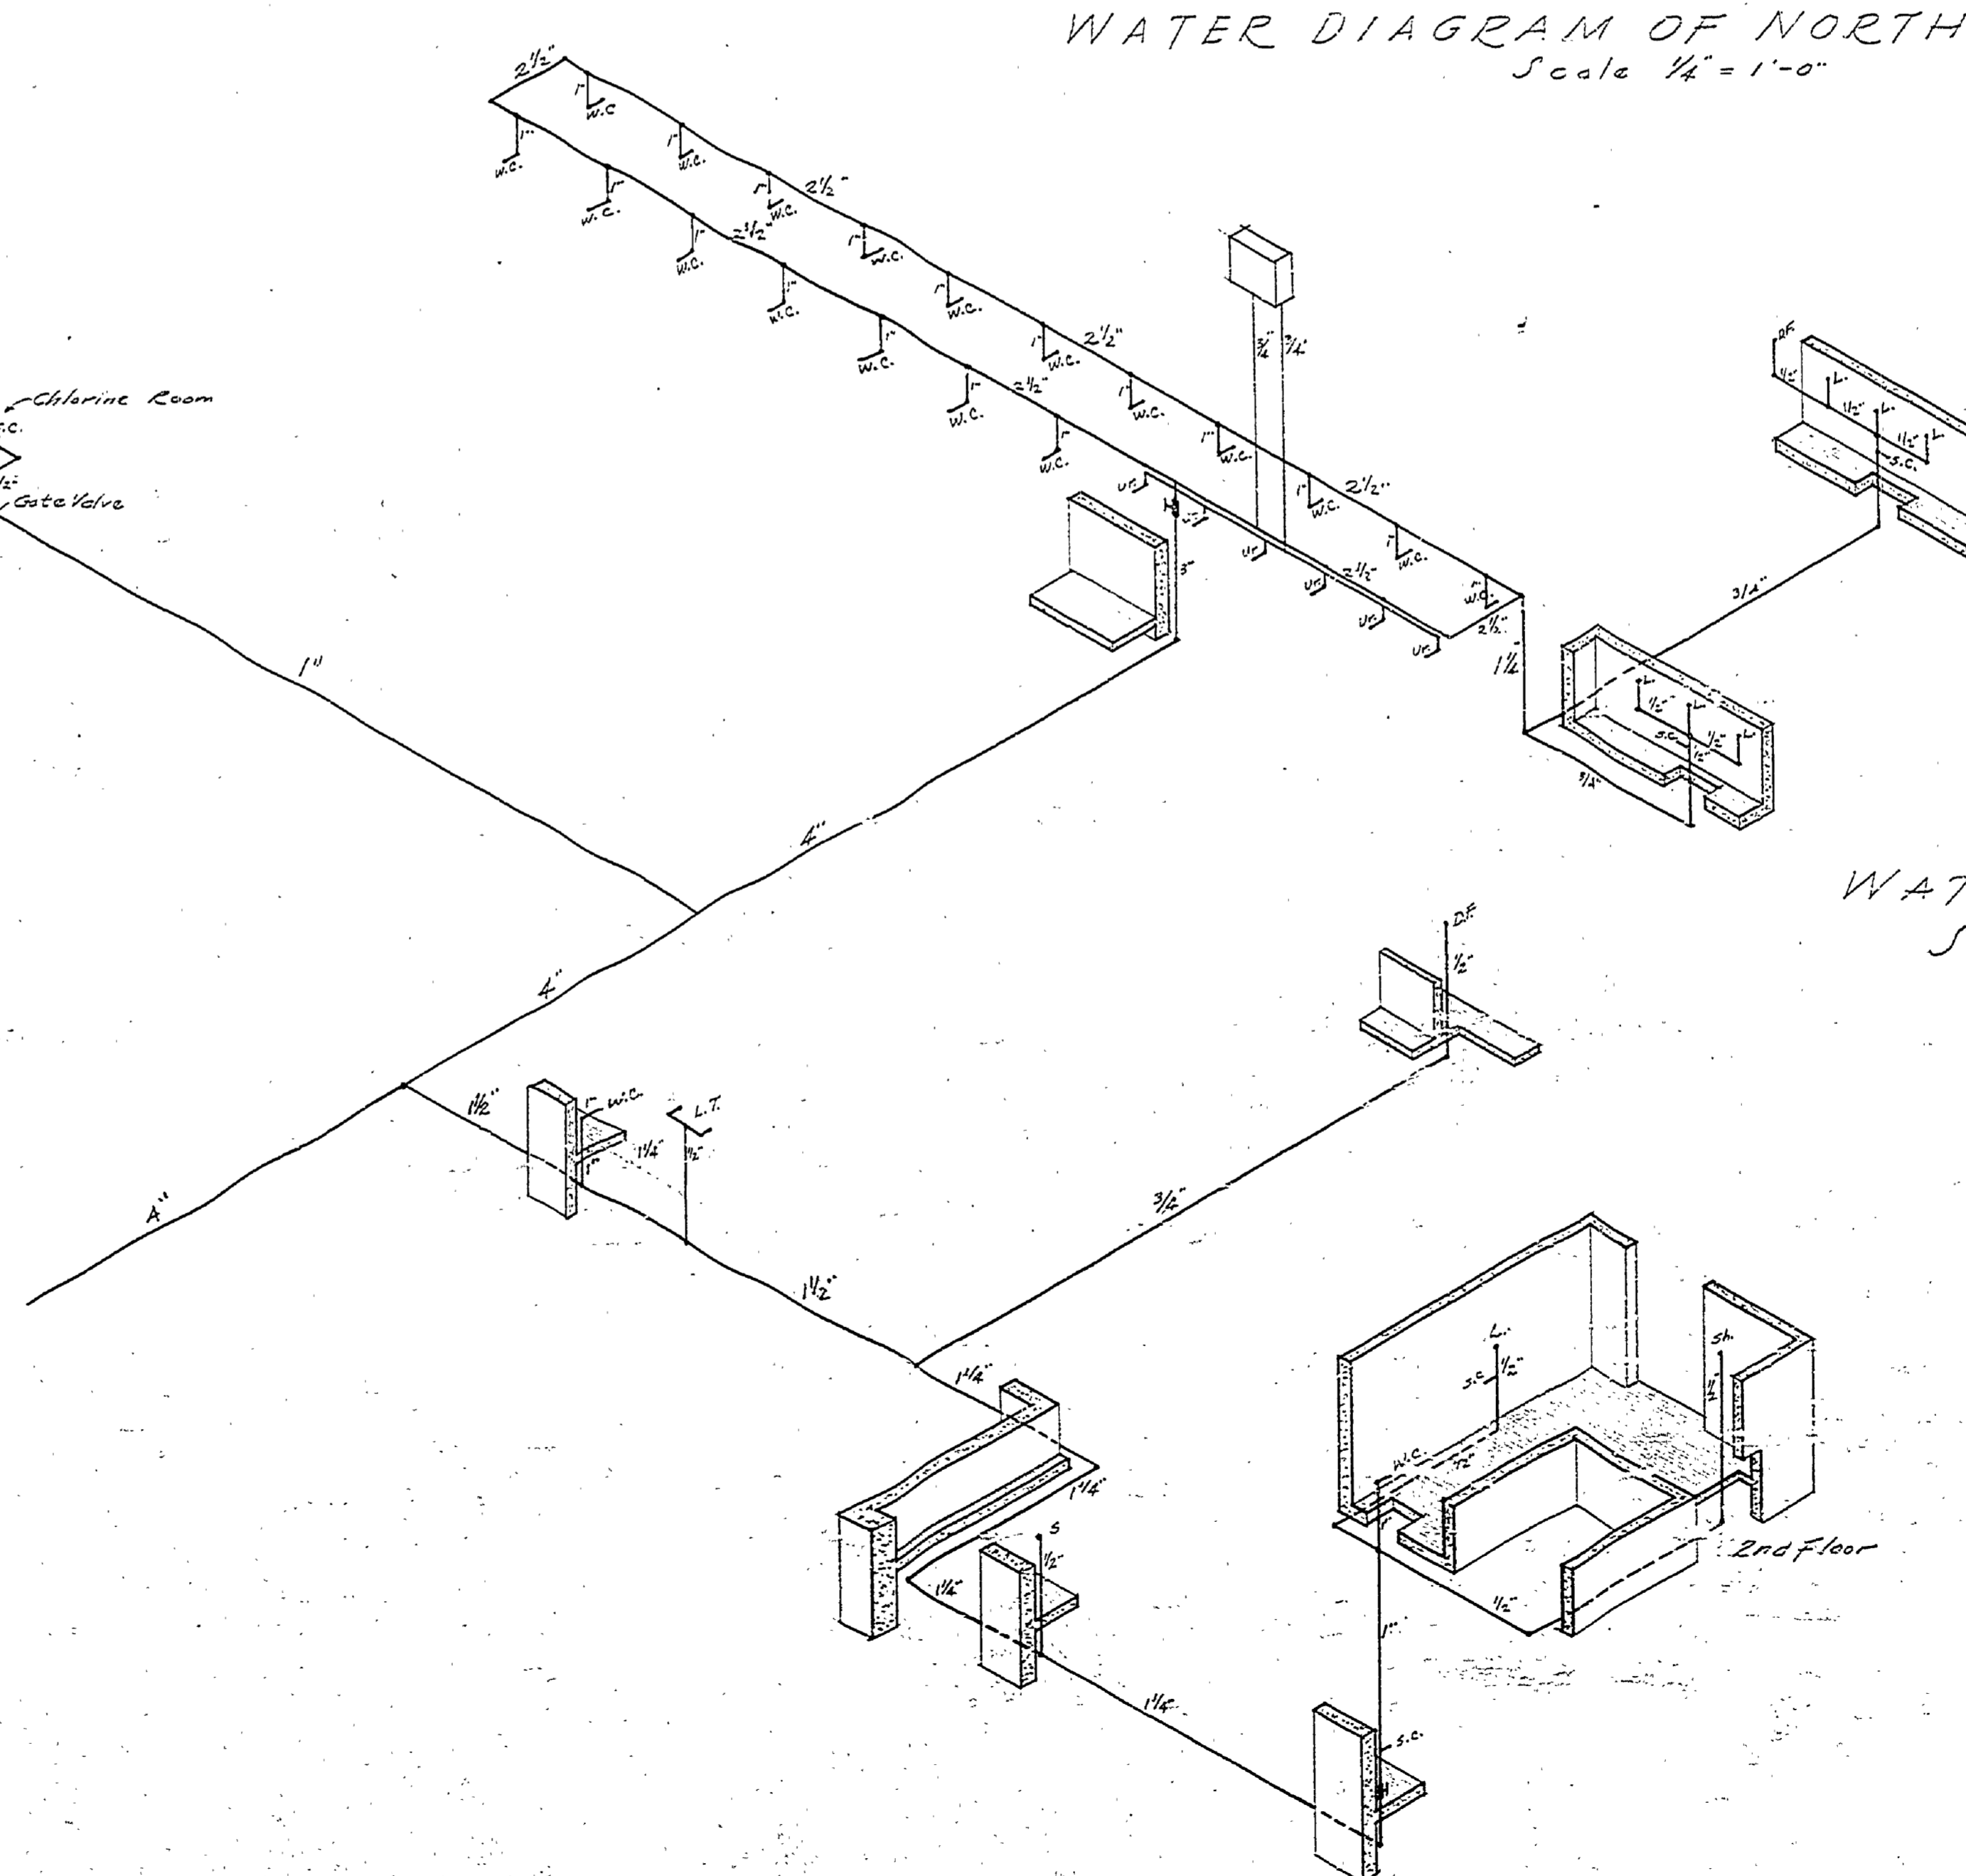 WATER DIAGRAM OF NORTH
Scale 1/4" = 1'-0"
2 1/2"
1"
W.C
1"
W.C.
1"
W.C.
2 1/2"
1"
W.C.
1"
W.C.
1"
W.C.
2 1/2"
1"
W.C.
1"
W.C.
1"
W.C.
2 1/2"
1"
W.C.
1"
W.C.
1"
W.C.
1"
W.C.
1"
W.C.
2 1/2"
1"
W.C.
1"
W.C.
1"
W.C.
2 1/2"
1"
W.C.
3/4"
3/4"
Ur.
Ur.
Ur.
Ur.
2 1/2"
Ur.
Ur.
2 1/2"
3"
1 1/4"
D.F.
1/2"
L.
1/2"
L.
1/2"
L.
S.C.
3/4"
L.
1/2"
L.
S.C.
1/2"
L.
1/2"
3/4"
Chlorine Room
S.C.
1/2"
Gate Valve
1"
4"
4"
4"
WAT
S
D.F.
1/2"
1 1/2"
1"
W.C.
1 1/4"
1"
L.T.
1/2"
3/4"
1 1/2"
1 1/4"
1 1/4"
S
1/2"
1 1/4"
1 1/4"
L.
S.C.
1/2"
Sh.
1/2"
W.C.
1/2"
1"
2nd Floor
1/2"
1"
S.C.